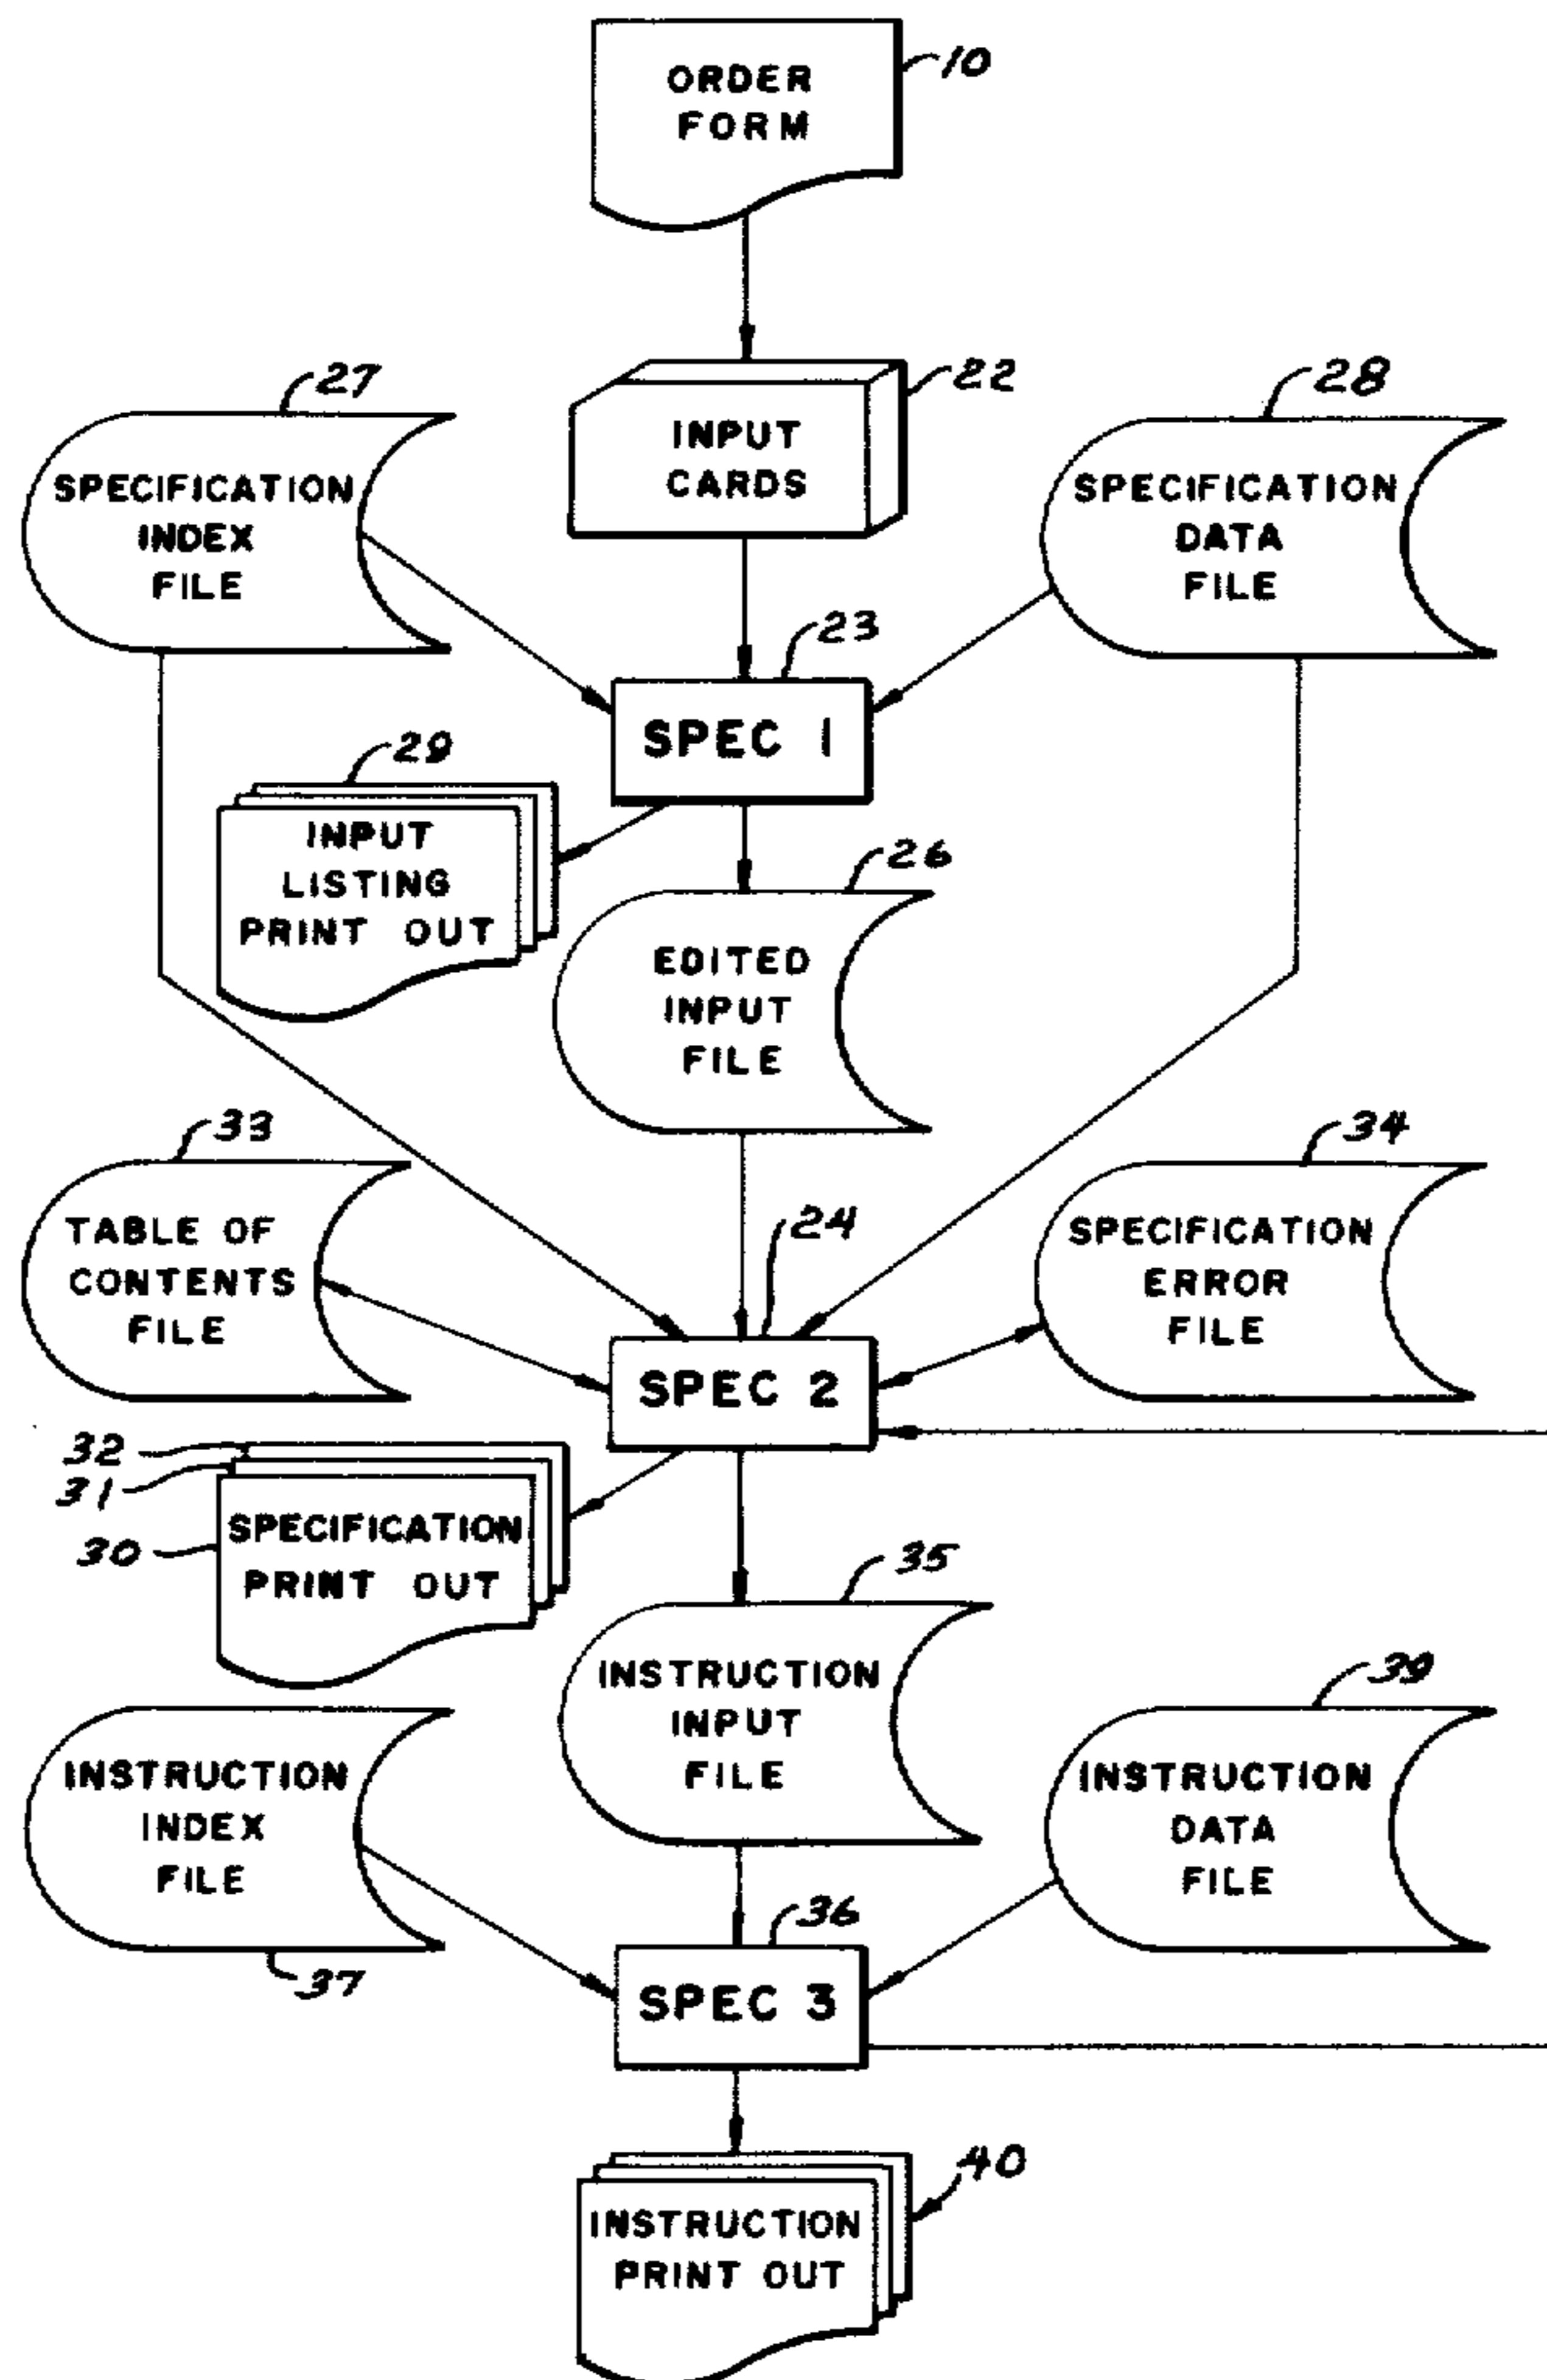 ORDER
FORM
10
27
22
28
INPUT
CARDS
SPECIFICATION
INDEX
FILE
SPECIFICATION
DATA
FILE
23
SPEC 1
29
INPUT
LISTING
PRINT OUT
26
EDITED
INPUT
FILE
33
34
TABLE OF
CONTENTS
FILE
24
SPECIFICATION
ERROR
FILE
SPEC 2
32
31
30
SPECIFICATION
PRINT OUT
35
INSTRUCTION
INPUT
FILE
39
INSTRUCTION
INDEX
FILE
INSTRUCTION
DATA
FILE
37
36
SPEC 3
40
INSTRUCTION
PRINT OUT